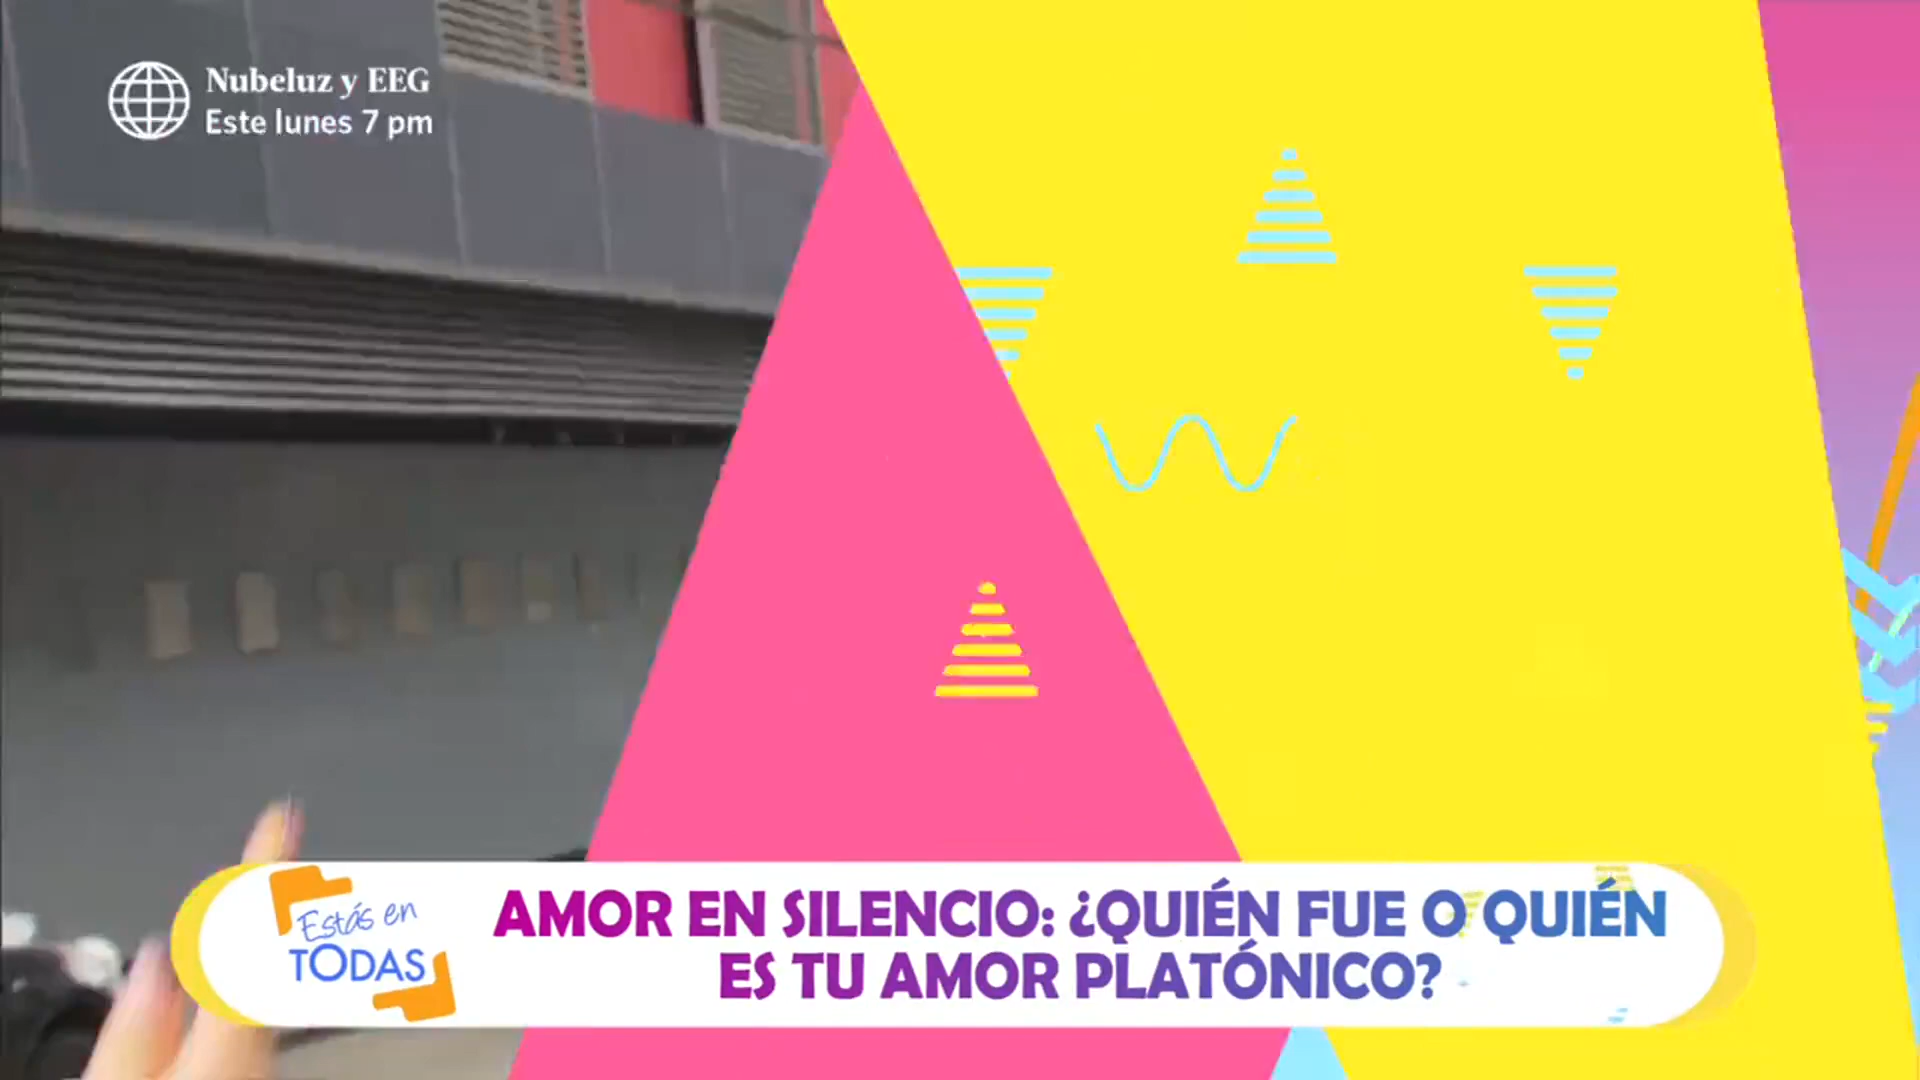 Nubeluz y EEG
Este lunes 7 pm
Estás en
TODAS
AMOR EN SILENCIO: ¿QUIÉN FUE O QUIÉN
ES TU AMOR PLATÓNICO?